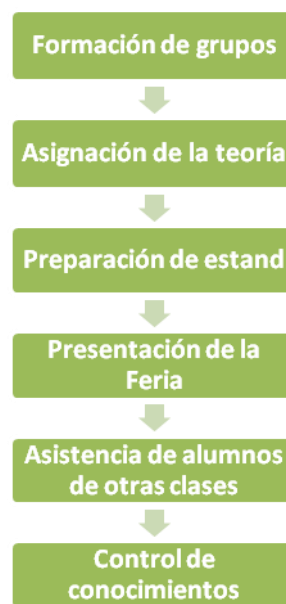 Formación de grupos
Asignación de la teoría
Preparación de estand
Presentación de la
Feria
Asistencia de alumnos
de otras clases
Control de
conocimientos